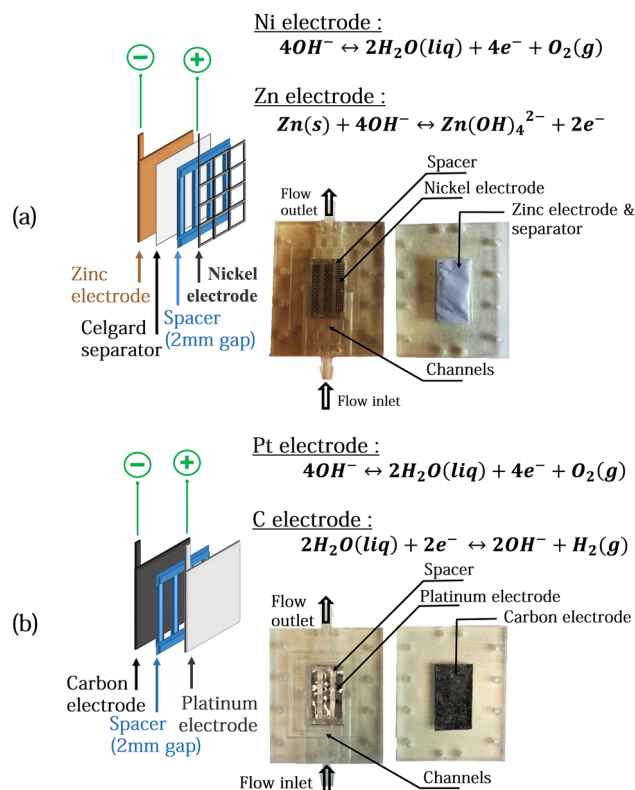 Ni electrode :
4OH⁻ ↔ 2H₂O(liq) + 4e⁻ + O₂(g)
Zn electrode :
Zn(s) + 4OH⁻ ↔ Zn(OH)₄²⁻ + 2e⁻
−
+
(a)
Spacer
Flow
outlet
Nickel electrode
Zinc electrode &
separator
Zinc
electrode
Nickel
electrode
Celgard
separator
Spacer
(2mm gap)
Channels
Flow inlet
Pt electrode :
4OH⁻ ↔ 2H₂O(liq) + 4e⁻ + O₂(g)
C electrode :
2H₂O(liq) + 2e⁻ ↔ 2OH⁻ + H₂(g)
−
+
(b)
Spacer
Flow
outlet
Platinum electrode
Carbon electrode
Carbon
electrode
Platinum
electrode
Spacer
(2mm gap)
Channels
Flow inlet